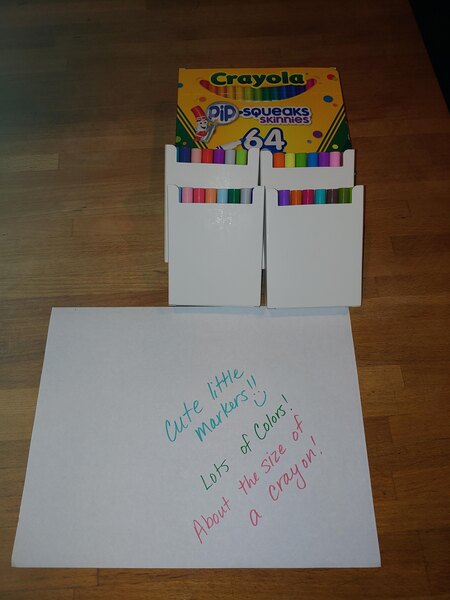 Crayola
PiP-SQUEAKS
SKINNIES
64
Cute little
markers!!
Lots of Colors!
About the size of
a crayon!